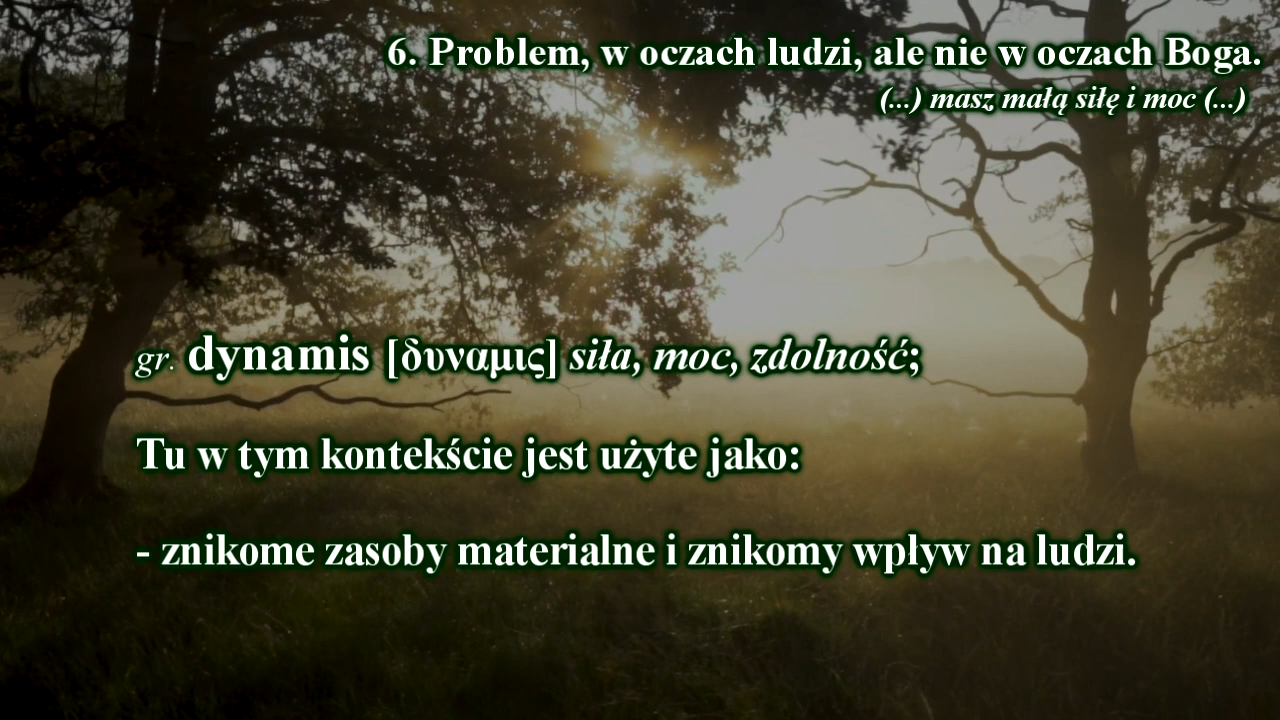 6. Problem, w oczach ludzi, ale nie w oczach Boga.
(...) masz małą siłę i moc (...)
gr. dynamis [δυναμις] siła, moc, zdolność;
Tu w tym kontekście jest użyte jako:
- znikome zasoby materialne i znikomy wpływ na ludzi.